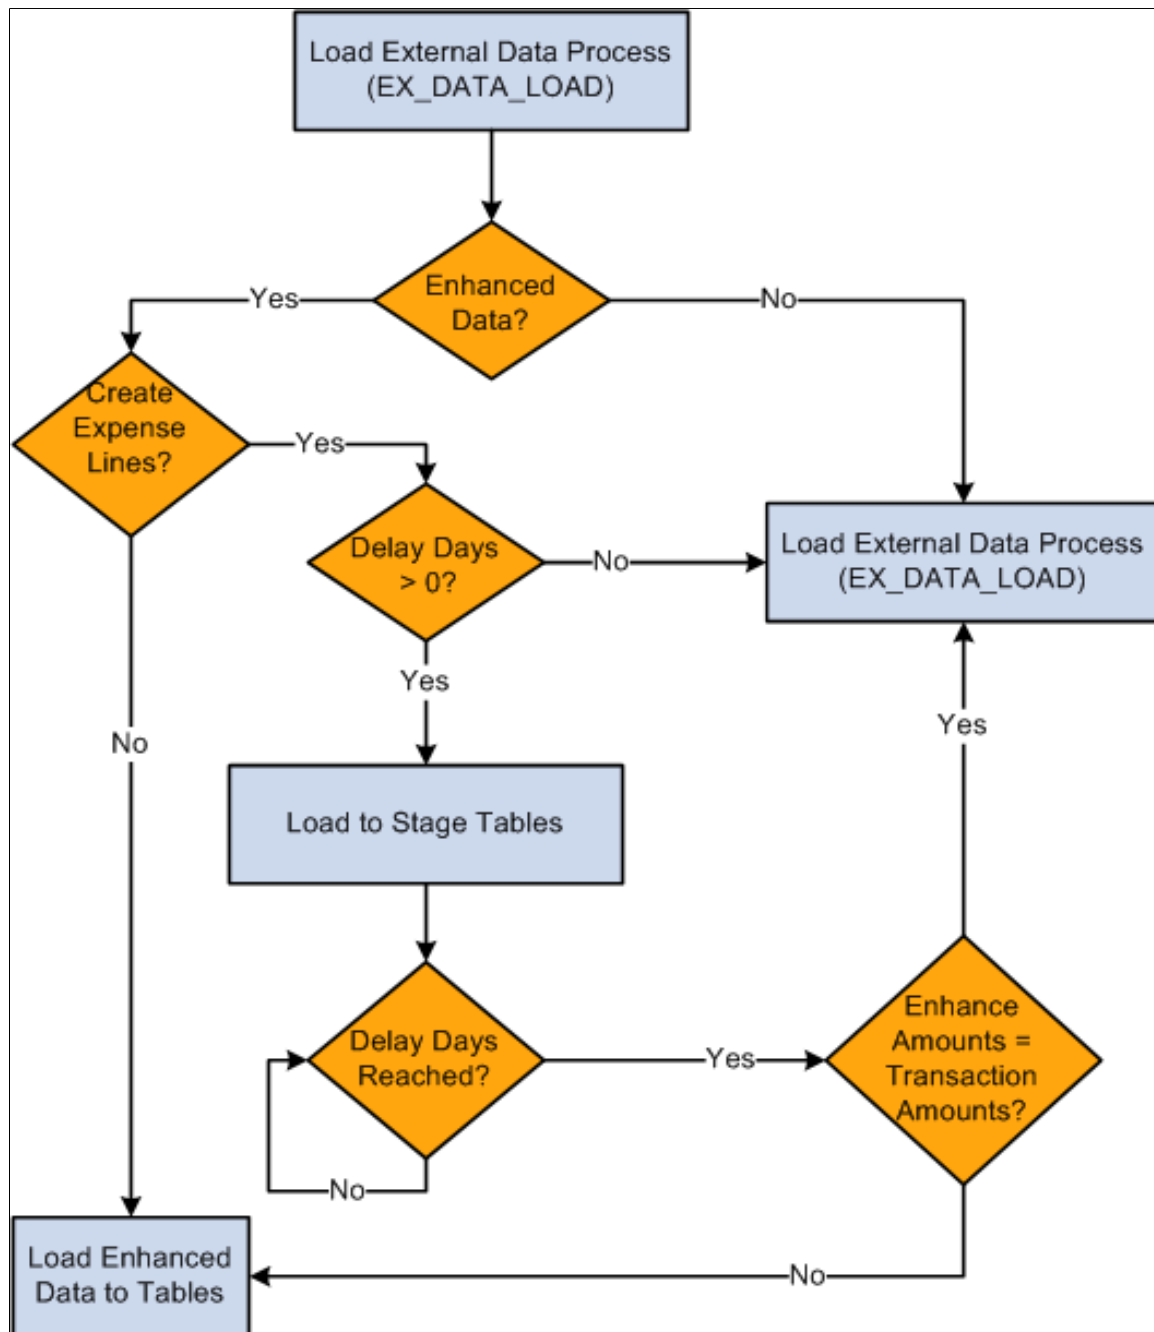 Load External Data Process
(EX_DATA_LOAD)
Enhanced
Data?
Yes
No
Create
Expense
Lines?
Yes
Delay Days
> 0?
No
Load External Data Process
(EX_DATA_LOAD)
Yes
Yes
No
Load to Stage Tables
Enhance
Amounts =
Transaction
Amounts?
Delay Days
Reached?
Yes
No
Load Enhanced
Data to Tables
No